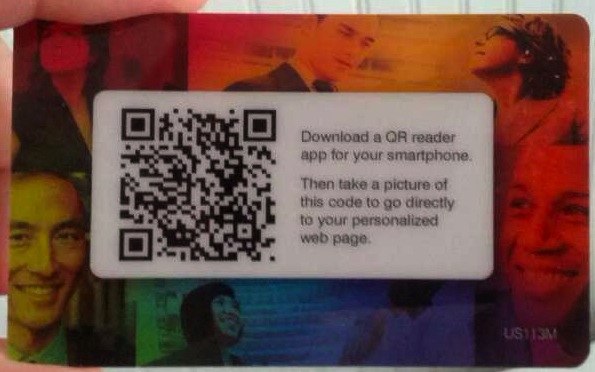 Download a QR reader
app for your smartphone.
Then take a picture of
this code to go directly
to your personalized
web page.
US113M